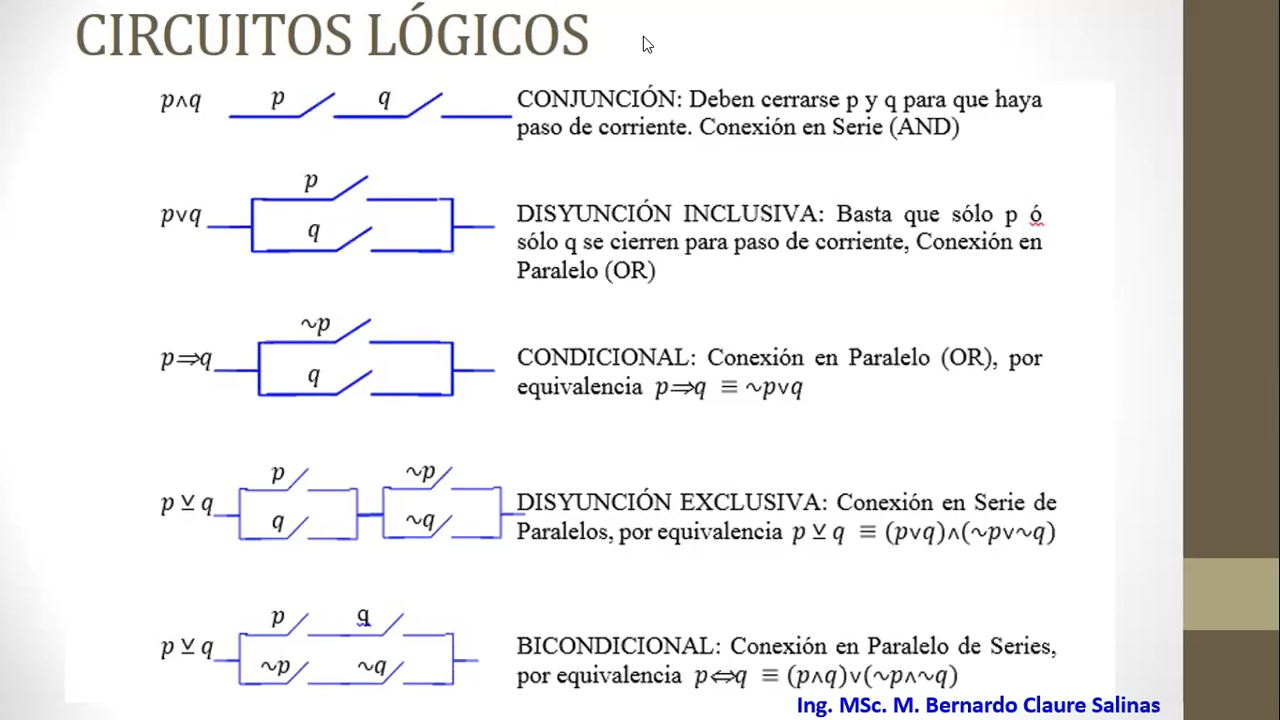 CIRCUITOS LÓGICOS
p∧q p q CONJUNCIÓN: Deben cerrarse p y q para que haya
paso de corriente. Conexión en Serie (AND)
p
p∨q DISYUNCIÓN INCLUSIVA: Basta que sólo p ó
q sólo q se cierren para paso de corriente, Conexión en
Paralelo (OR)
~p
p⇒q CONDICIONAL: Conexión en Paralelo (OR), por
q equivalencia p⇒q ≡ ~p∨q
p ~p
p ⊻ q DISYUNCIÓN EXCLUSIVA: Conexión en Serie de
q ~q Paralelos, por equivalencia p ⊻ q ≡ (p∨q)∧(~p∨~q)
p q
p ⊻ q BICONDICIONAL: Conexión en Paralelo de Series,
~p ~q por equivalencia p⇔q ≡ (p∧q)∨(~p∧~q)
Ing. MSc. M. Bernardo Claure Salinas